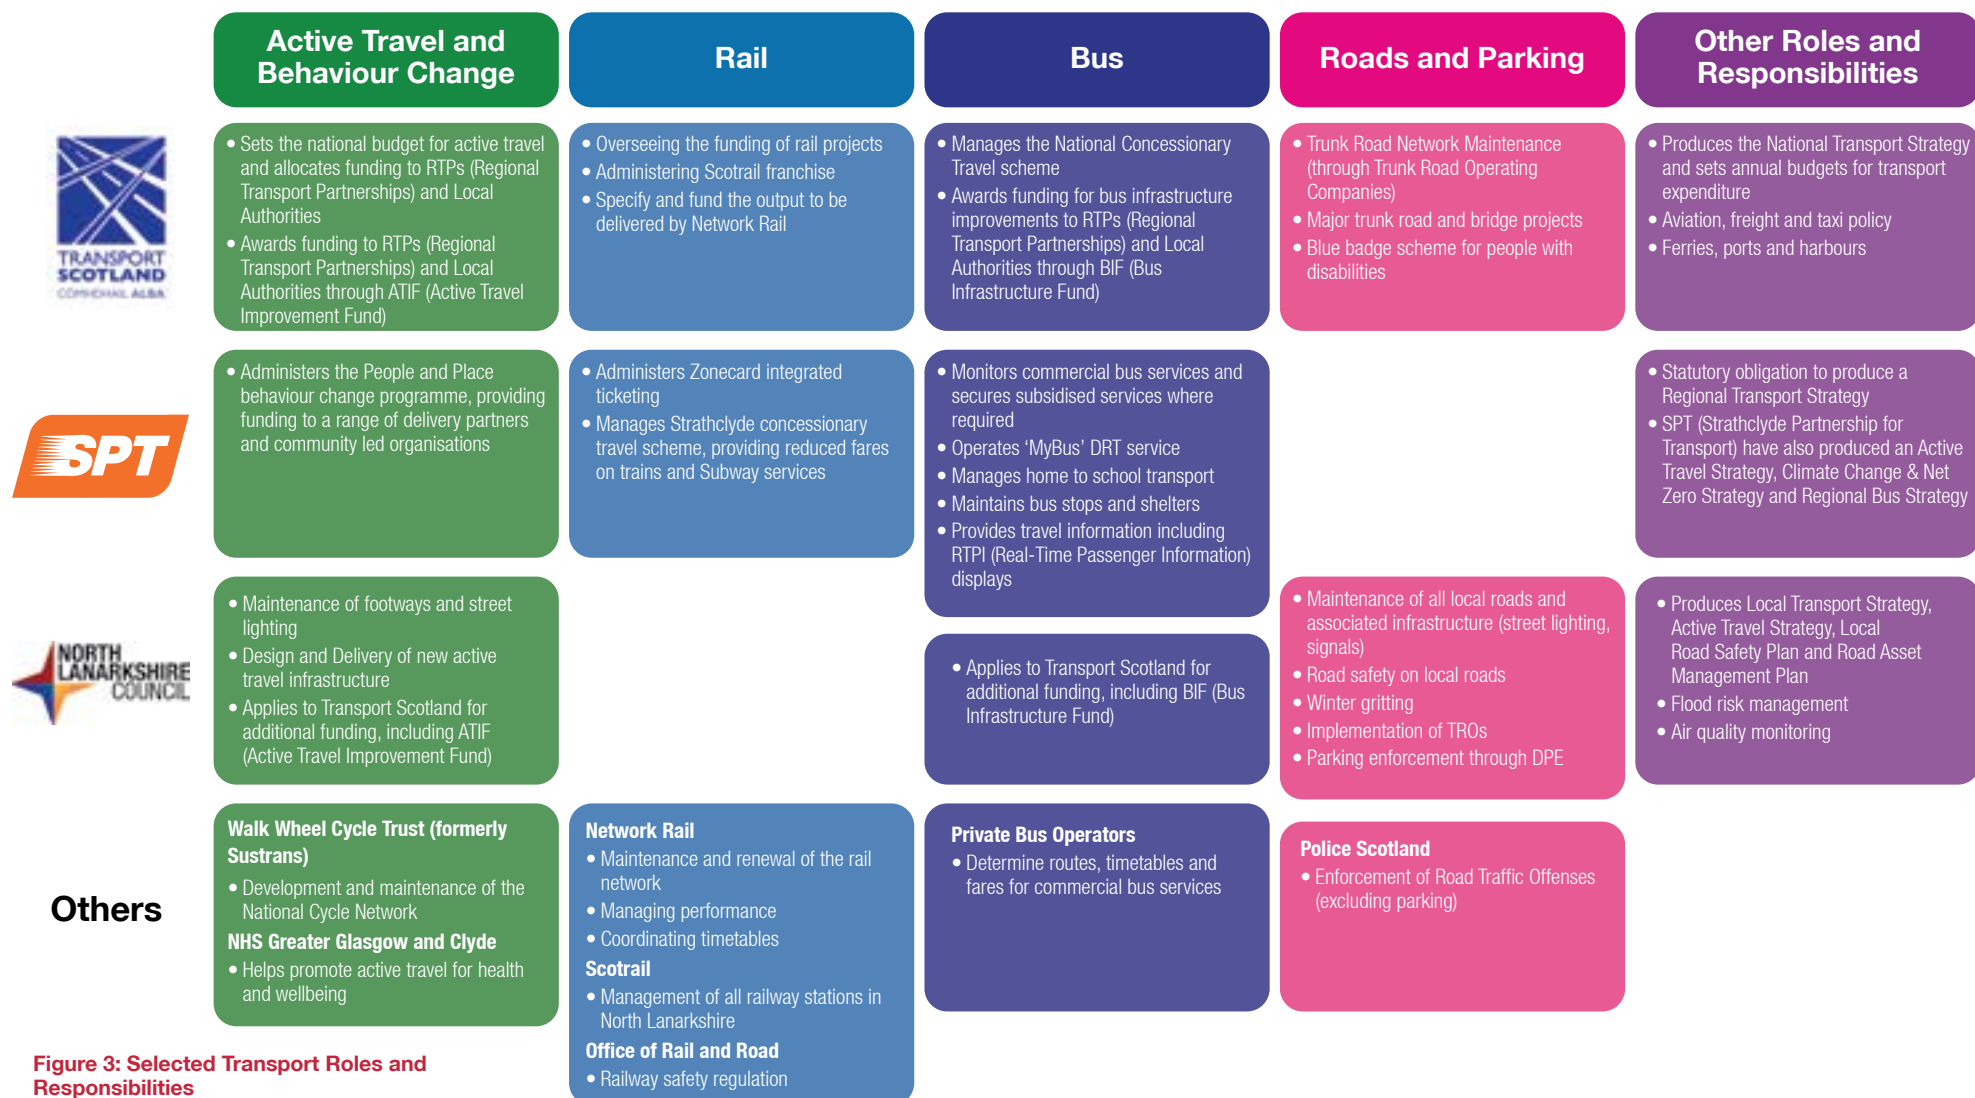 Active Travel and
Behaviour Change
Rail
Bus
Roads and Parking
Other Roles and
Responsibilities
TRANSPORT
SCOTLAND
CÒMHDHAIL ALBA
• Sets the national budget for active travel
and allocates funding to RTPs (Regional
Transport Partnerships) and Local
Authorities
• Awards funding to RTPs (Regional
Transport Partnerships) and Local
Authorities through ATIF (Active Travel
Improvement Fund)
• Overseeing the funding of rail projects
• Administering Scotrail franchise
• Specify and fund the output to be
delivered by Network Rail
• Manages the National Concessionary
Travel scheme
• Awards funding for bus infrastructure
improvements to RTPs (Regional
Transport Partnerships) and Local
Authorities through BIF (Bus
Infrastructure Fund)
• Trunk Road Network Maintenance
(through Trunk Road Operating
Companies)
• Major trunk road and bridge projects
• Blue badge scheme for people with
disabilities
• Produces the National Transport Strategy
and sets annual budgets for transport
expenditure
• Aviation, freight and taxi policy
• Ferries, ports and harbours
SPT
• Administers the People and Place
behaviour change programme, providing
funding to a range of delivery partners
and community led organisations
• Administers Zonecard integrated
ticketing
• Manages Strathclyde concessionary
travel scheme, providing reduced fares
on trains and Subway services
• Monitors commercial bus services and
secures subsidised services where
required
• Operates ‘MyBus’ DRT service
• Manages home to school transport
• Maintains bus stops and shelters
• Provides travel information including
RTPI (Real-Time Passenger Information)
displays
• Statutory obligation to produce a
Regional Transport Strategy
• SPT (Strathclyde Partnership for
Transport) have also produced an Active
Travel Strategy, Climate Change & Net
Zero Strategy and Regional Bus Strategy
NORTH
LANARKSHIRE
COUNCIL
• Maintenance of footways and street
lighting
• Design and Delivery of new active
travel infrastructure
• Applies to Transport Scotland for
additional funding, including ATIF
(Active Travel Improvement Fund)
• Applies to Transport Scotland for
additional funding, including BIF (Bus
Infrastructure Fund)
• Maintenance of all local roads and
associated infrastructure (street lighting,
signals)
• Road safety on local roads
• Winter gritting
• Implementation of TROs
• Parking enforcement through DPE
• Produces Local Transport Strategy,
Active Travel Strategy, Local
Road Safety Plan and Road Asset
Management Plan
• Flood risk management
• Air quality monitoring
Others
Walk Wheel Cycle Trust (formerly
Sustrans)
• Development and maintenance of the
National Cycle Network
NHS Greater Glasgow and Clyde
• Helps promote active travel for health
and wellbeing
Network Rail
• Maintenance and renewal of the rail
network
• Managing performance
• Coordinating timetables
Scotrail
• Management of all railway stations in
North Lanarkshire
Office of Rail and Road
• Railway safety regulation
Private Bus Operators
• Determine routes, timetables and
fares for commercial bus services
Police Scotland
• Enforcement of Road Traffic Offenses
(excluding parking)
Figure 3: Selected Transport Roles and
Responsibilities